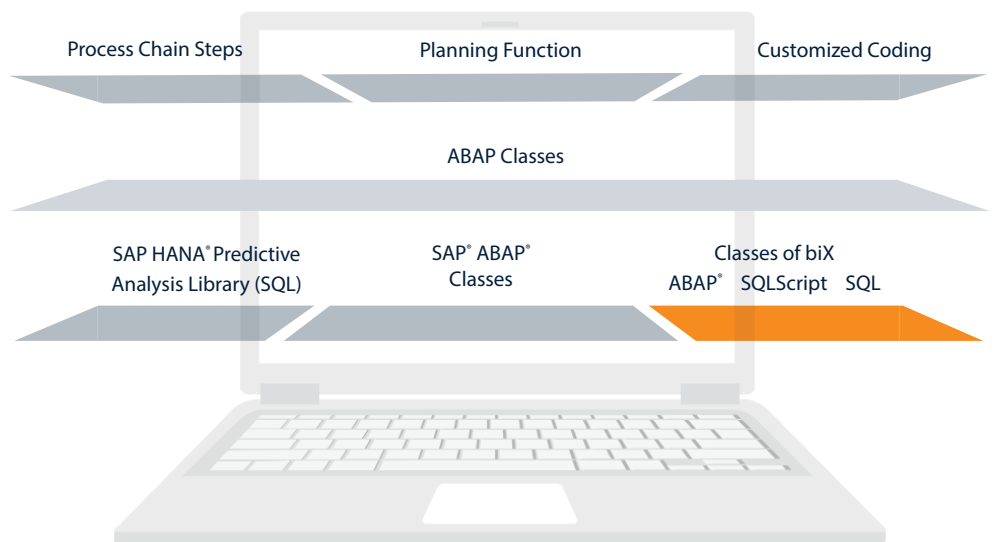 Process Chain Steps
Planning Function
Customized Coding
ABAP Classes
SAP HANA® Predictive
Analysis Library (SQL)
SAP® ABAP®
Classes
Classes of biX
ABAP® SQLScript SQL